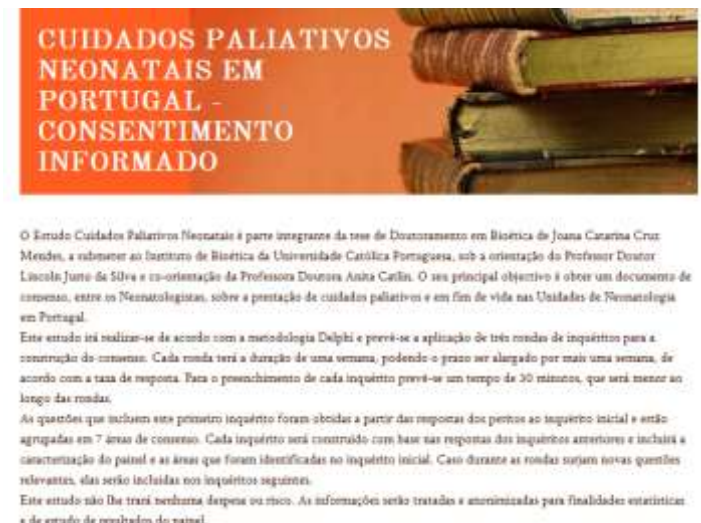 CUIDADOS PALIATIVOS
NEONATAIS EM
PORTUGAL -
CONSENTIMENTO
INFORMADO
O Estudo Cuidados Paliativos Neonatais é parte integrante da tese de Doutoramento em Bioética de Joana Catarina Cruz
Mendes, a submeter ao Instituto de Bioética da Universidade Católica Portuguesa, sob a orientação do Professor Doutor
Lincoln Justo da Silva e co-orientação da Professora Doutora Anita Catlin. O seu principal objectivo é obter um documento de
consenso, entre os Neonatologistas, sobre a prestação de cuidados paliativos e em fim de vida nas Unidades de Neonatologia
em Portugal.
Este estudo irá realizar-se de acordo com a metodologia Delphi e prevê-se a aplicação de três rondas de inquéritos para a
construção do consenso. Cada ronda terá a duração de uma semana, podendo o prazo ser alargado por mais uma semana, de
acordo com a taxa de resposta. Para o preenchimento de cada inquérito prevê-se um tempo de 30 minutos, que será menor ao
longo das rondas.
As questões que incluem este primeiro inquérito foram obtidas a partir das respostas dos peritos ao inquérito inicial e estão
agrupadas em 7 áreas de consenso. Cada inquérito será construído com base nas respostas dos inquéritos anteriores e incluirá a
caracterização do painel e as áreas que foram identificadas no inquérito inicial. Caso durante as rondas surjam novas questões
relevantes, elas serão incluídas nos inquéritos seguintes.
Este estudo não lhe trará nenhuma despesa ou risco. As informações serão tratadas e anonimizadas para finalidades estatísticas
e de estudo de resultados do painel.